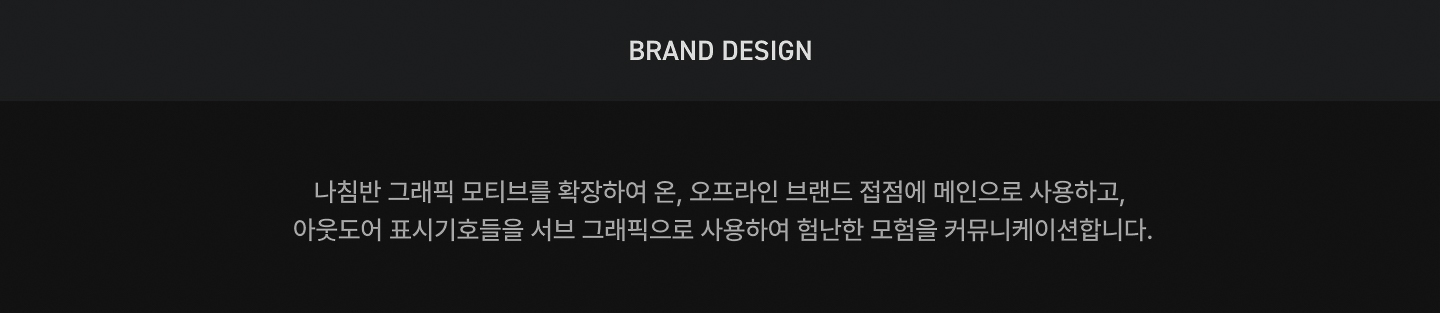 BRAND DESIGN
나침반 그래픽 모티브를 확장하여 온, 오프라인 브랜드 접점에 메인으로 사용하고,
아웃도어 표시기호들을 서브 그래픽으로 사용하여 험난한 모험을 커뮤니케이션합니다.